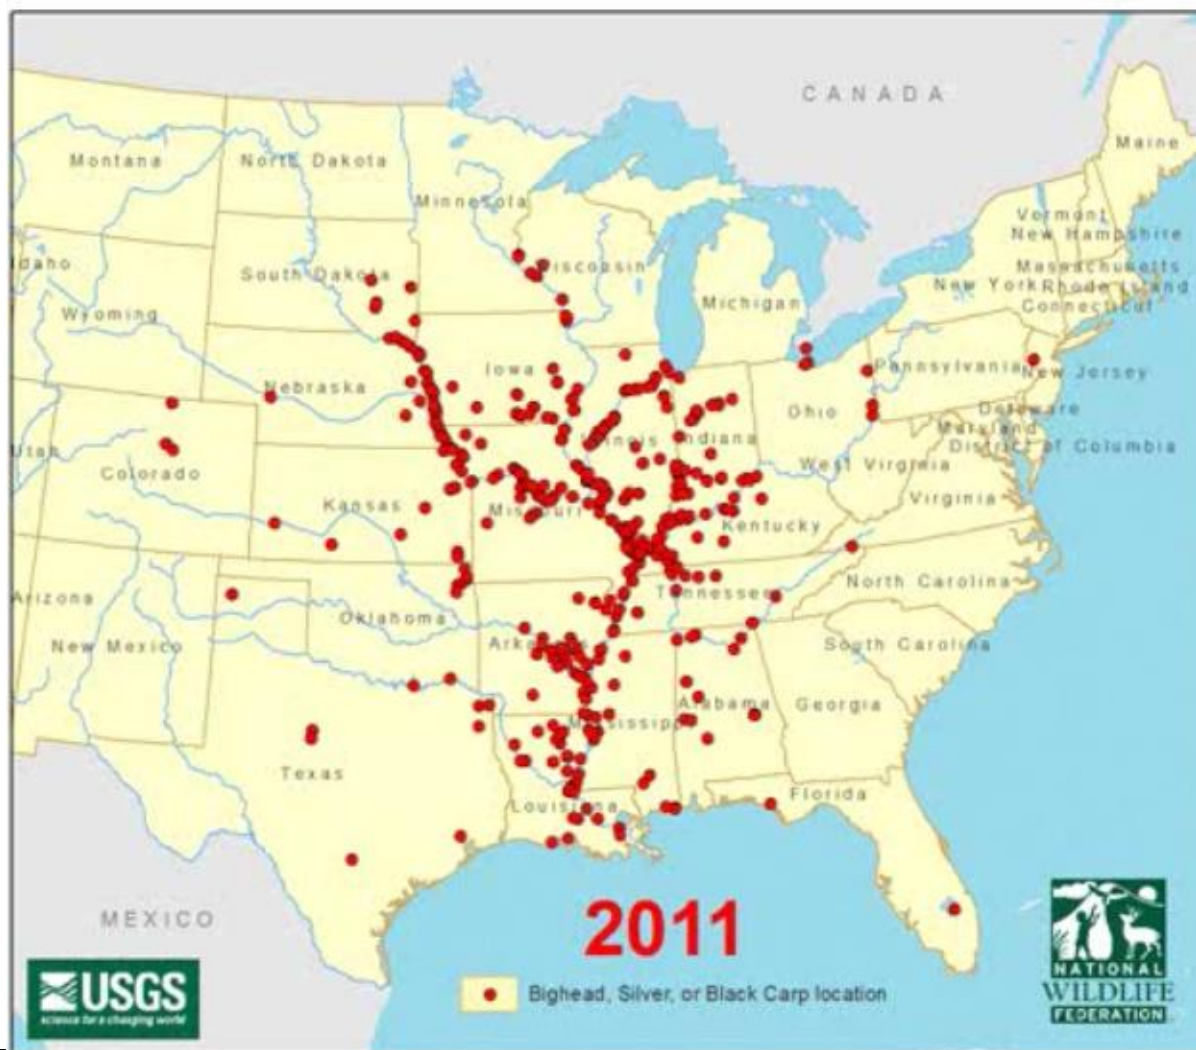 CANADA
Maine
Montana
North Dakota
Minnesota
Vermont
New Hampshire
Idaho
South Dakota
Wisconsin
Massachusetts
New York
Rhode Island
Connecticut
Michigan
Wyoming
Iowa
Pennsylvania
New Jersey
Nebraska
Ohio
Delaware
Maryland
District of Columbia
Illinois
Indiana
Utah
Colorado
West Virginia
Virginia
Kansas
Missouri
Kentucky
Arizona
Tennessee
North Carolina
Oklahoma
New Mexico
Arkansas
South Carolina
Mississippi
Alabama
Georgia
Texas
Louisiana
Florida
MEXICO
2011
Bighead, Silver, or Black Carp location
USGS
science for a changing world
NATIONAL
WILDLIFE
FEDERATION